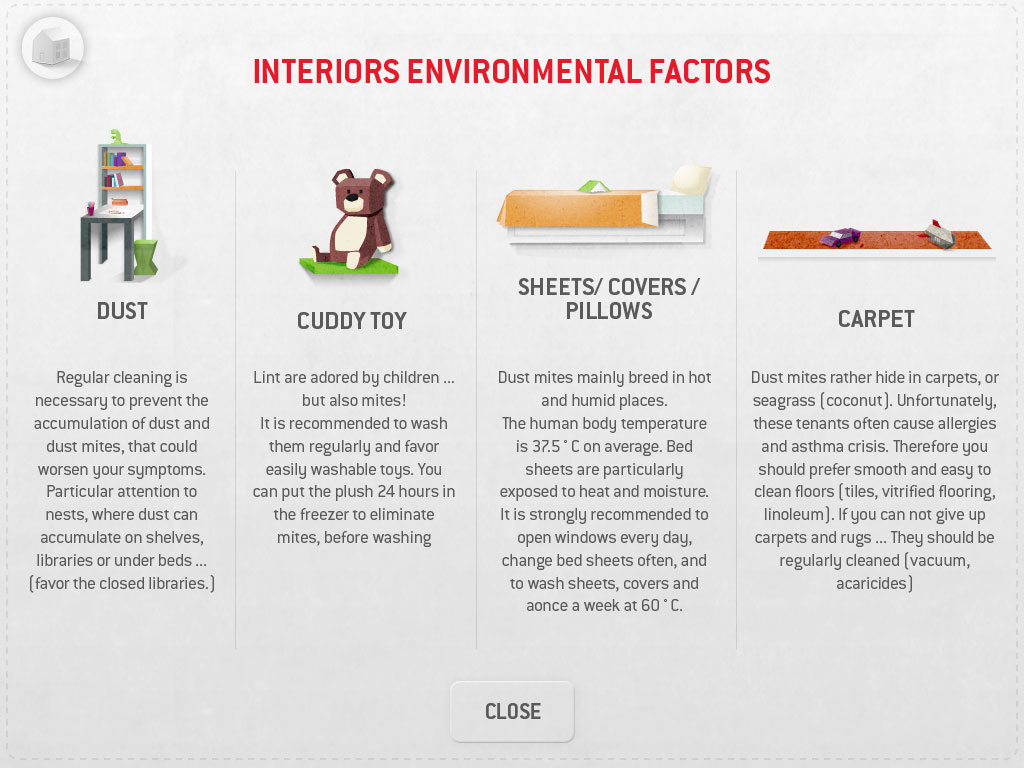 INTERIORS ENVIRONMENTAL FACTORS
DUST
Regular cleaning is
necessary to prevent the
accumulation of dust and
dust mites, that could
worsen your symptoms.
Particular attention to
nests, where dust can
accumulate on shelves,
libraries or under beds ...
(favor the closed libraries.)
CUDDY TOY
Lint are adored by children ...
but also mites!
It is recommended to wash
them regularly and favor
easily washable toys. You
can put the plush 24 hours in
the freezer to eliminate
mites, before washing
SHEETS/ COVERS /
PILLOWS
Dust mites mainly breed in hot
and humid places.
The human body temperature
is 37.5°C on average. Bed
sheets are particularly
exposed to heat and moisture.
It is strongly recommended to
open windows every day,
change bed sheets often, and
to wash sheets, covers and
aonce a week at 60°C.
CARPET
Dust mites rather hide in carpets, or
seagrass (coconut). Unfortunately,
these tenants often cause allergies
and asthma crisis. Therefore you
should prefer smooth and easy to
clean floors (tiles, vitrified flooring,
linoleum). If you can not give up
carpets and rugs ... They should be
regularly cleaned (vacuum,
acaricides)
CLOSE